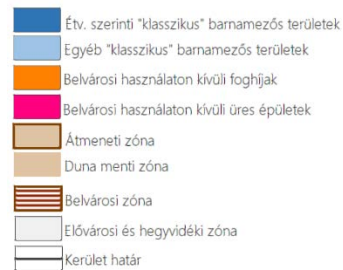 Étv. szerinti "klasszikus" barnamezős területek
Egyéb "klasszikus" barnamezős területek
Belvárosi használaton kívüli foghíjak
Belvárosi használaton kívüli üres épületek
Átmeneti zóna
Duna menti zóna
Belvárosi zóna
Elővárosi és hegyvidéki zóna
Kerület határ